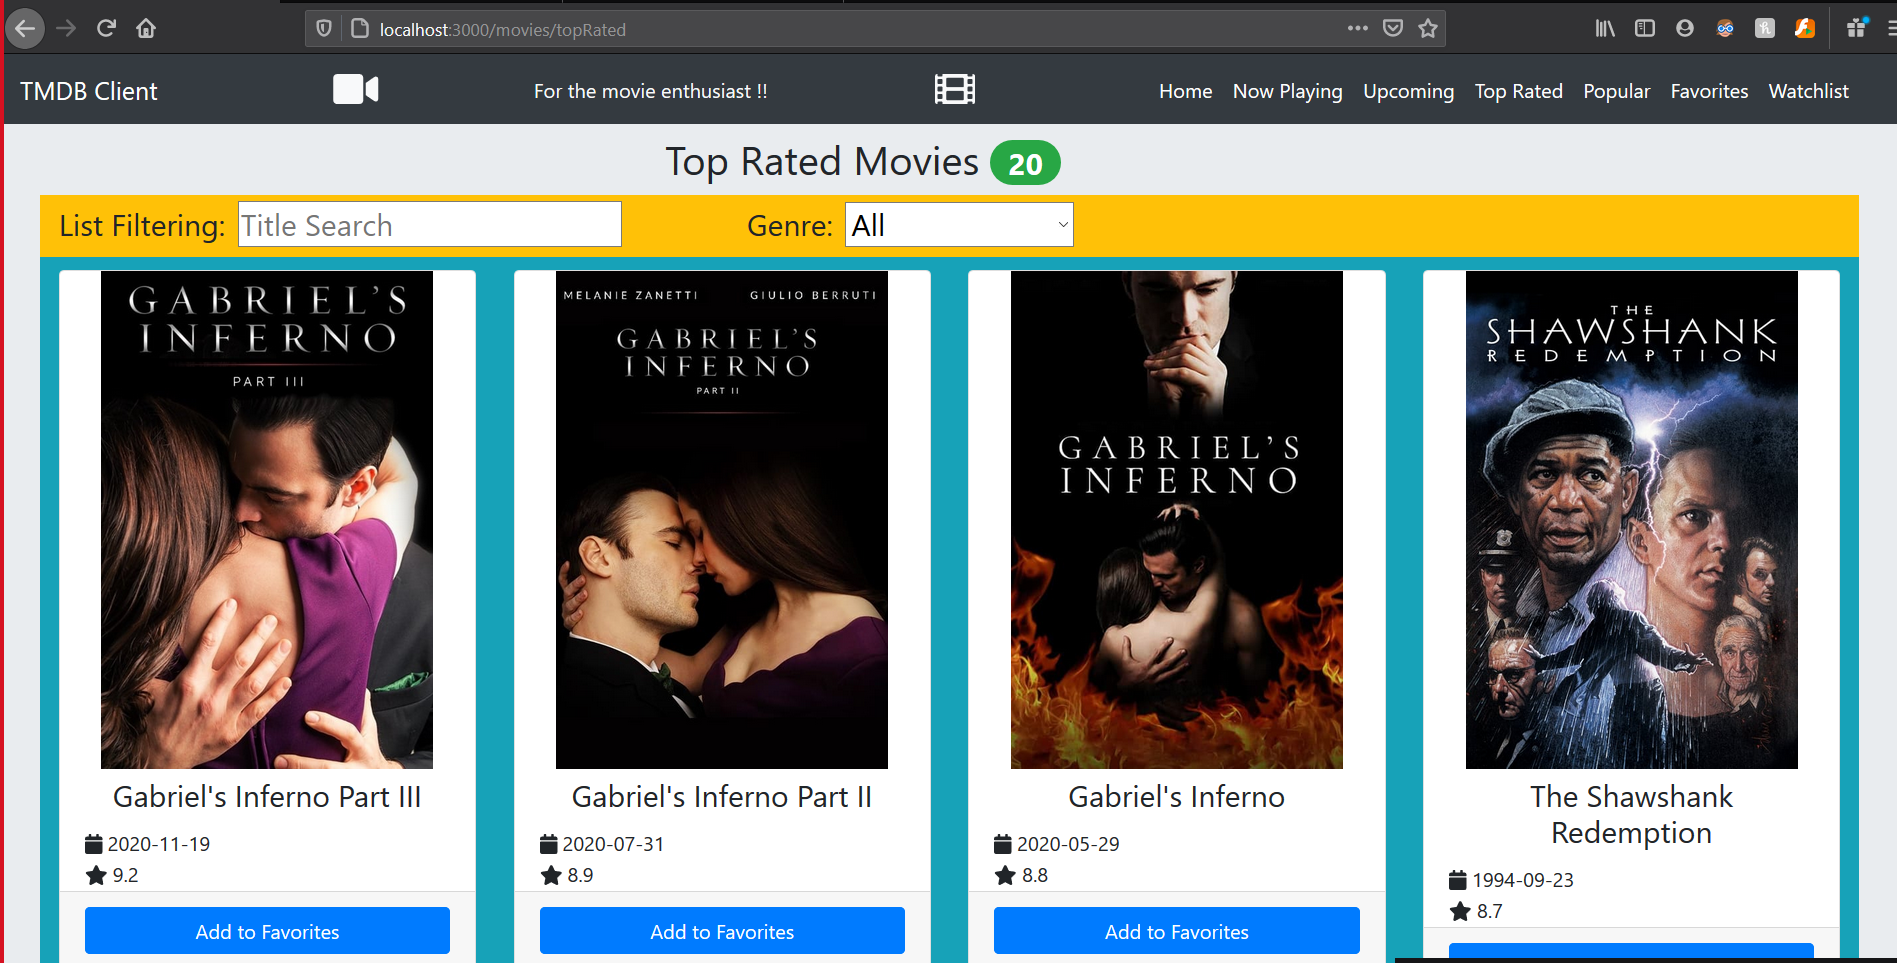 localhost:3000/movies/topRated
TMDB Client
For the movie enthusiast !!
Home Now Playing Upcoming Top Rated Popular Favorites Watchlist
Top Rated Movies 20
List Filtering: Title Search Genre: All
GABRIEL'S
INFERNO
PART III
Gabriel's Inferno Part III
2020-11-19
9.2
Add to Favorites
MELANIE ZANETTI GIULIO BERRUTI
GABRIEL'S
INFERNO
PART II
Gabriel's Inferno Part II
2020-07-31
8.9
Add to Favorites
GABRIEL'S
INFERNO
Gabriel's Inferno
2020-05-29
8.8
Add to Favorites
THE
SHAWSHANK
REDEMPTION
The Shawshank
Redemption
1994-09-23
8.7